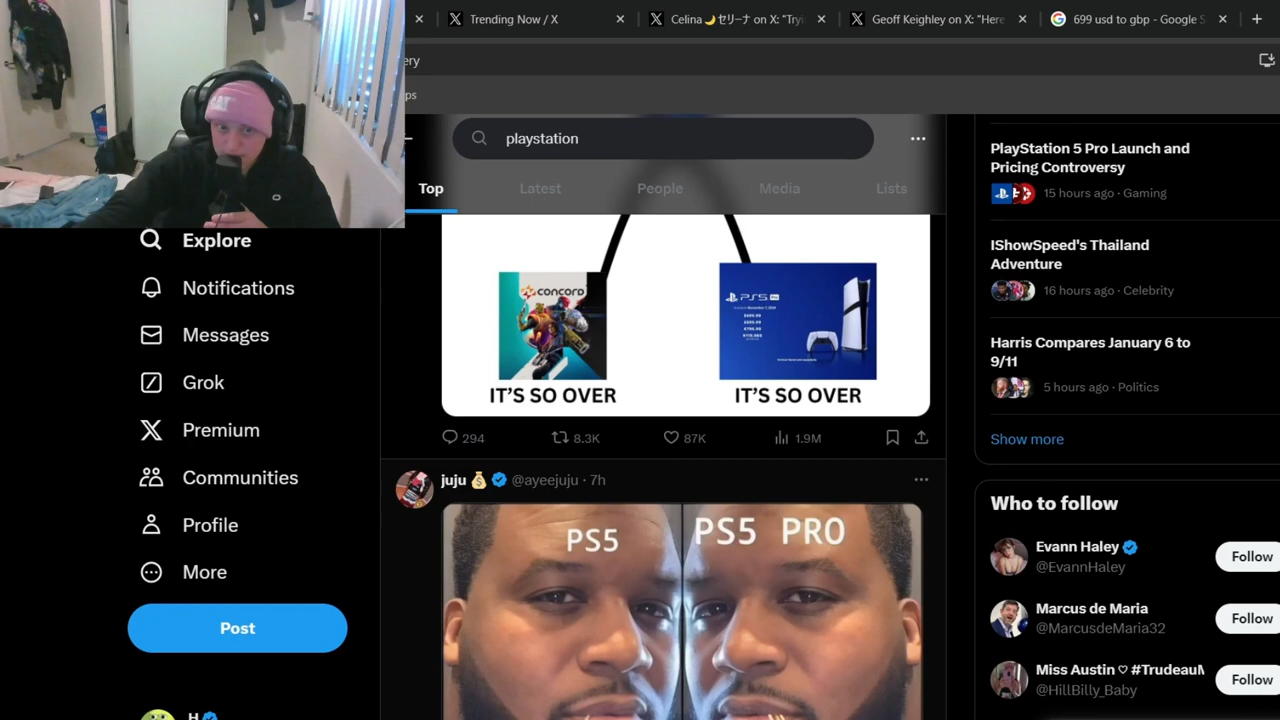 Trending Now / X
Celina 🌙 セリーナ on X: "Tryi
Geoff Keighley on X: "Here
699 usd to gbp - Google S
ery
ps
playstation
Top
Latest
People
Media
Lists
CONCORD
PS5 Pro
IT'S SO OVER
IT'S SO OVER
294
8.3K
87K
1.9M
juju 💰 @ayeejuju · 7h
PS5
PS5 PRO
Explore
Notifications
Messages
Grok
Premium
Communities
Profile
More
Post
H
PlayStation 5 Pro Launch and
Pricing Controversy
15 hours ago · Gaming
IShowSpeed's Thailand
Adventure
16 hours ago · Celebrity
Harris Compares January 6 to
9/11
5 hours ago · Politics
Show more
Who to follow
Evann Haley
@EvannHaley
Follow
Marcus de Maria
@MarcusdeMaria32
Follow
Miss Austin ♡ #TrudeauM
@HillBilly_Baby
Follow